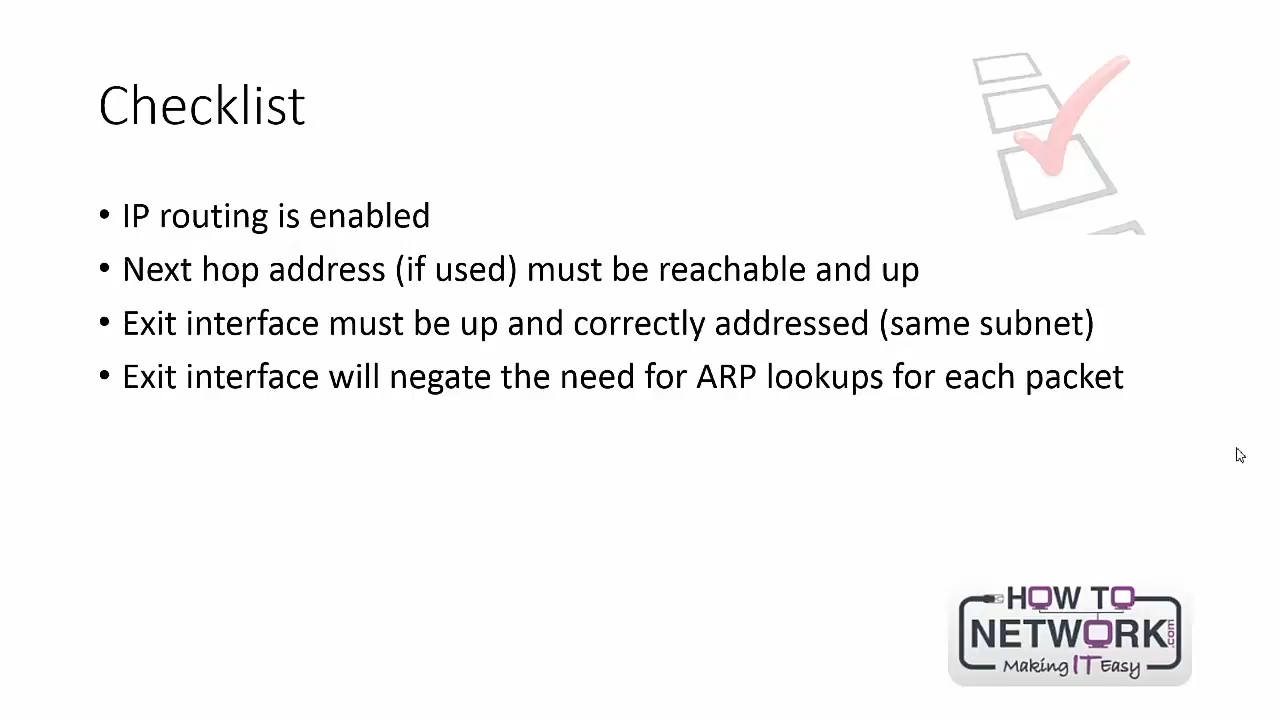 Checklist
• IP routing is enabled
• Next hop address (if used) must be reachable and up
• Exit interface must be up and correctly addressed (same subnet)
• Exit interface will negate the need for ARP lookups for each packet
HOW TO
NETWORK.com
Making IT Easy